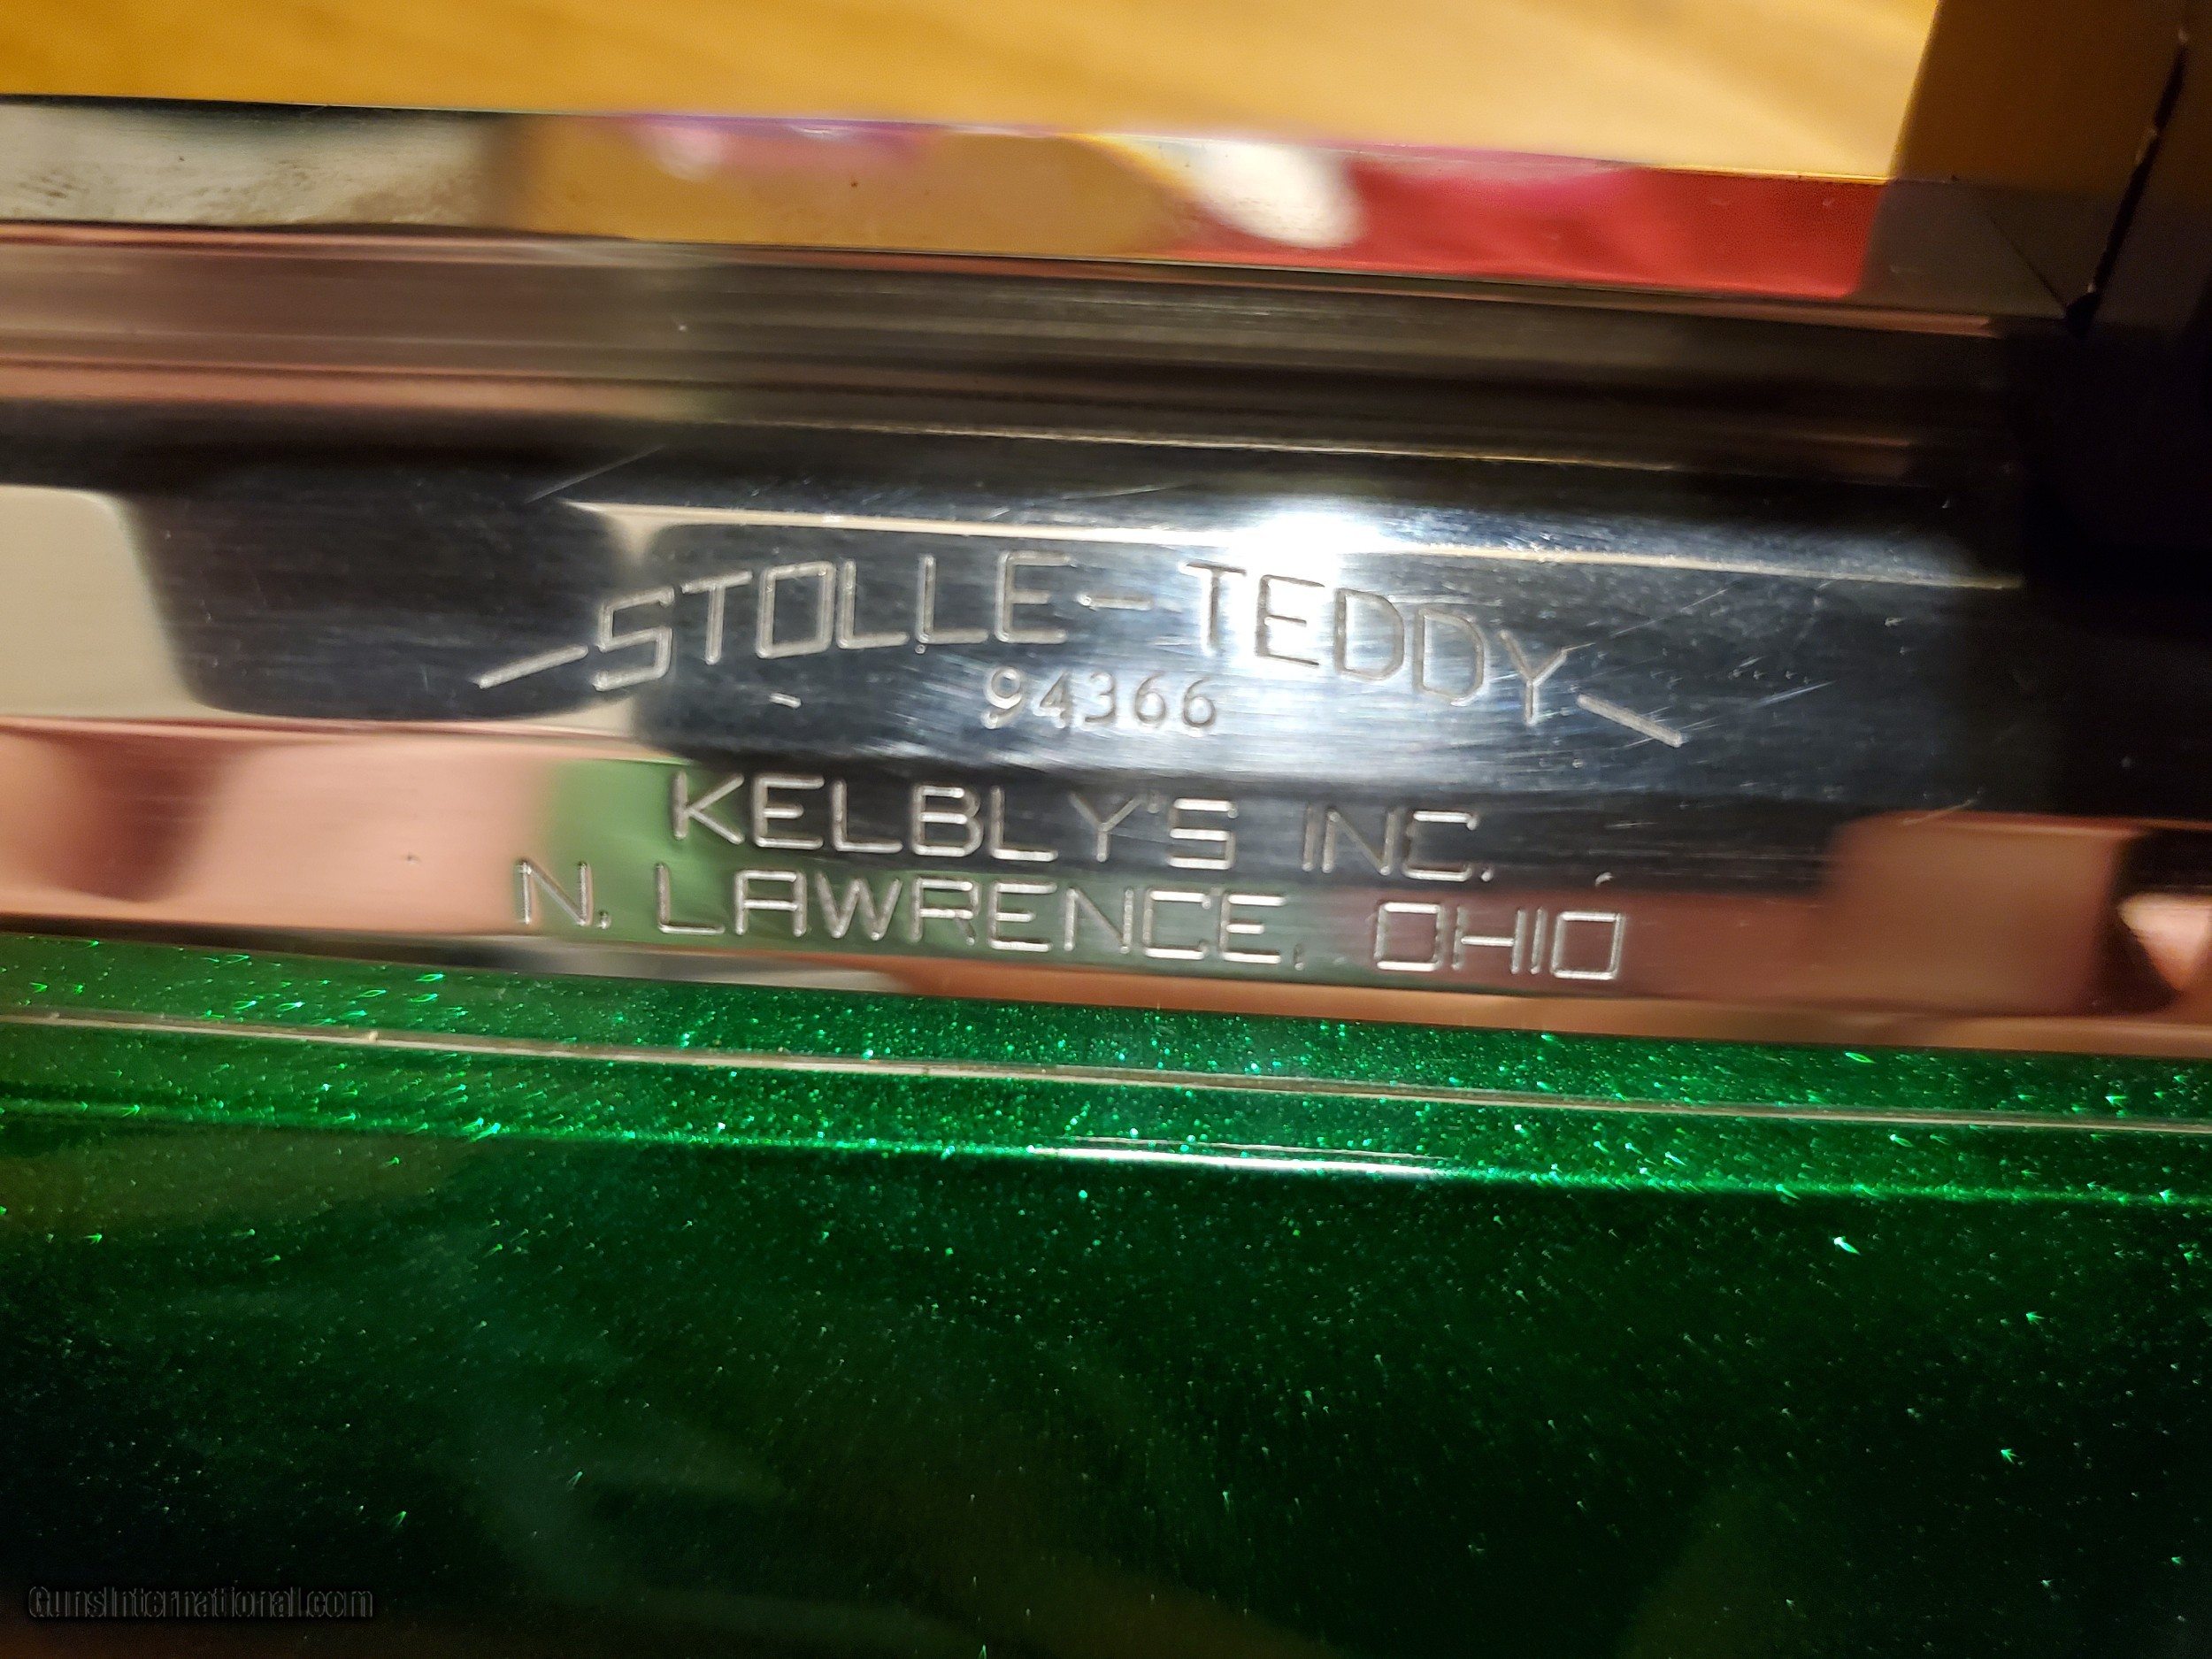 —STOLLE—TEDDY—
94366
KELBLY'S INC.
N. LAWRENCE, OHIO
GunsInternational.com